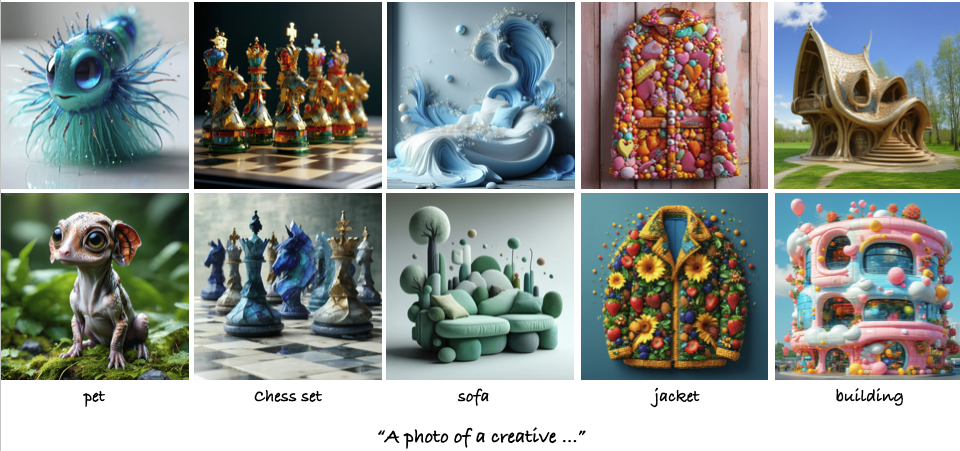 pet Chess set sofa jacket building
"A photo of a creative ..."